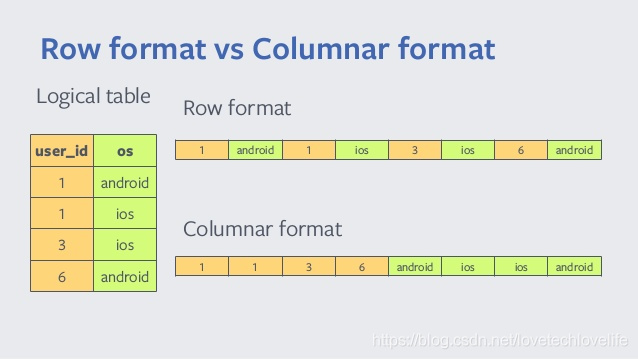 Row format vs Columnar format
Logical table
user_id os
1 android
1 ios
3 ios
6 android
Row format
1 android 1 ios 3 ios 6 android
Columnar format
1 1 3 6 android ios ios android
https://blog.csdn.net/lovetechlovelife